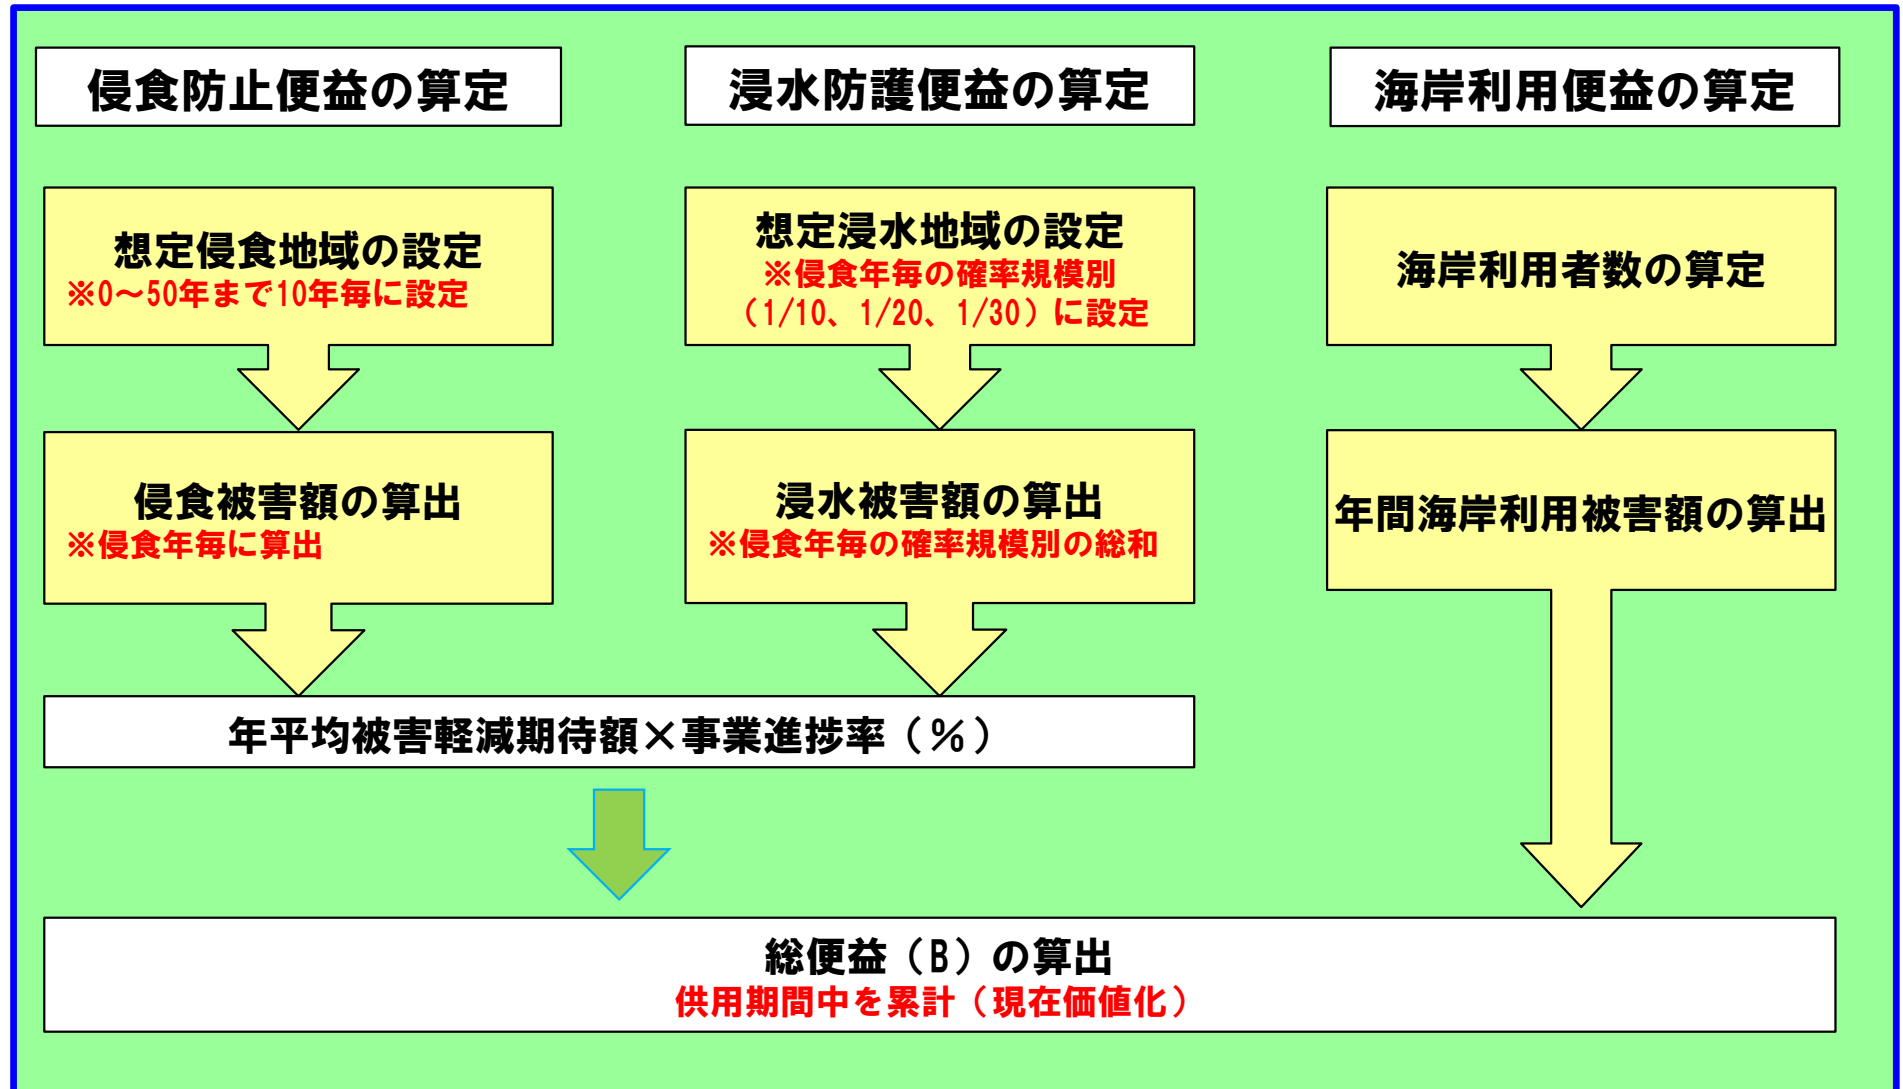 侵食防止便益の算定
浸水防護便益の算定
海岸利用便益の算定
想定侵食地域の設定
※0～50年まで10年毎に設定
想定浸水地域の設定
※侵食年毎の確率規模別
（1/10、1/20、1/30）に設定
海岸利用者数の算定
侵食被害額の算出
※侵食年毎に算出
浸水被害額の算出
※侵食年毎の確率規模別の総和
年間海岸利用被害額の算出
年平均被害軽減期待額×事業進捗率（％）
総便益（B）の算出
供用期間中を累計（現在価値化）